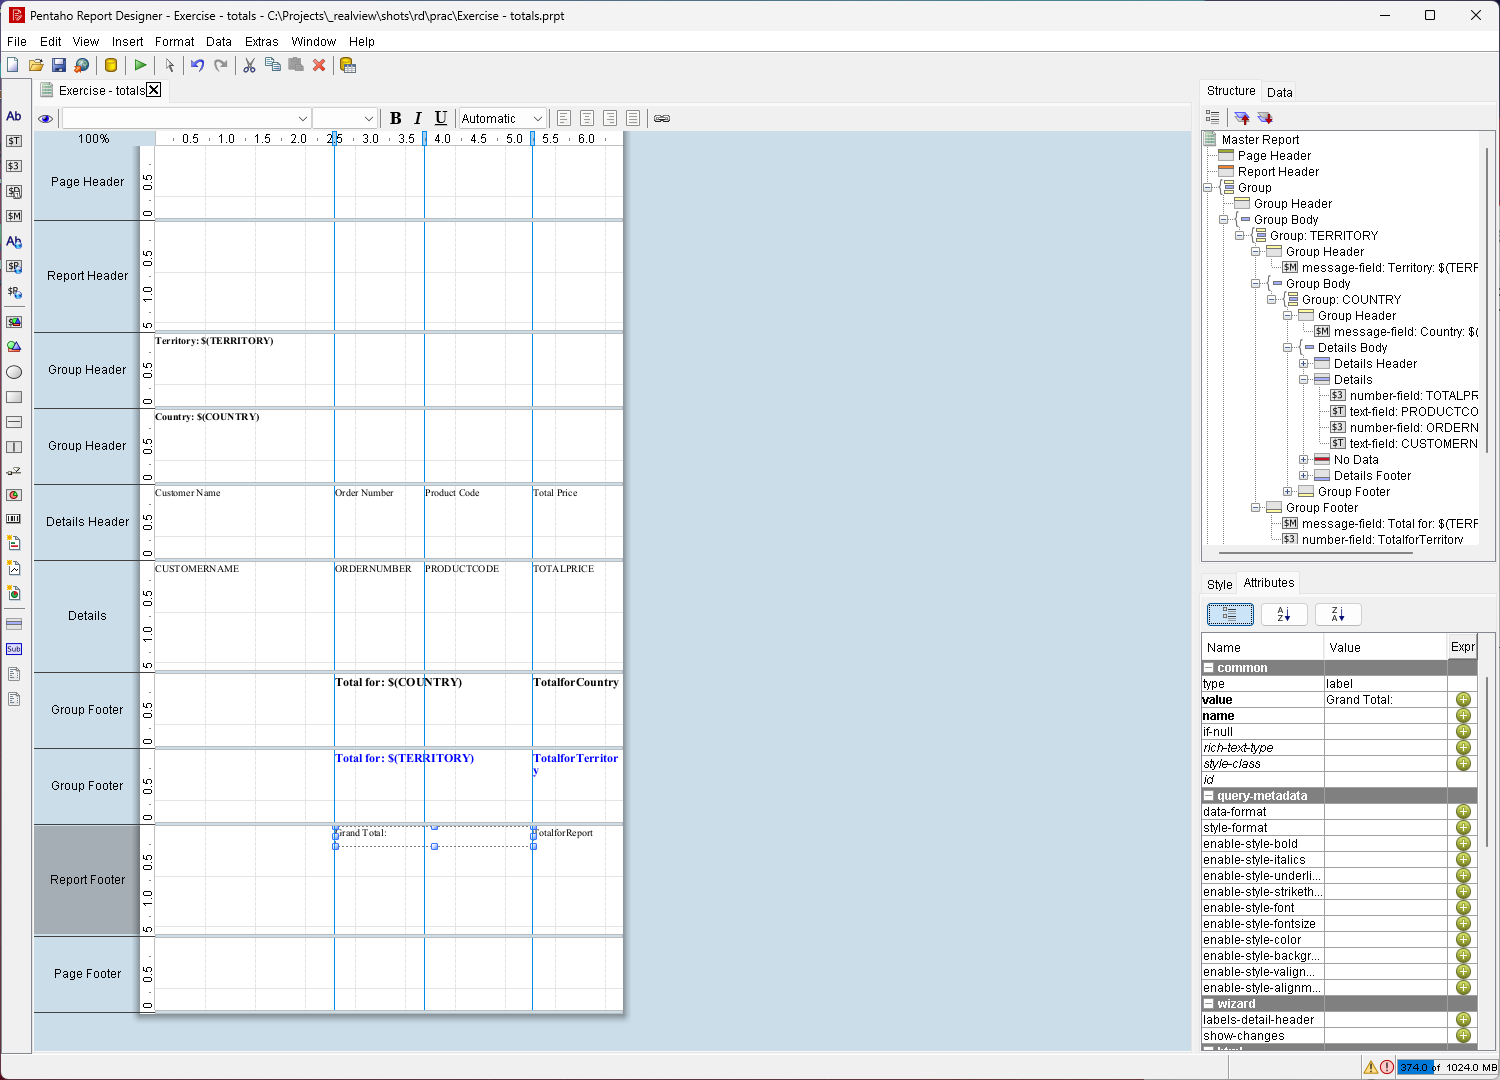 Pentaho Report Designer - Exercise - totals - C:\Projects\_realview\shots\rd\prac\Exercise - totals.prpt
File Edit View Insert Format Data Extras Window Help
Exercise - totals
Structure Data
Automatic
100%
0.5 1.0 1.5 2.0 2.5 3.0 3.5 4.0 4.5 5.0 5.5 6.0
Page Header
Report Header
Group Header
Territory: $(TERRITORY)
Group Header
Country: $(COUNTRY)
Details Header
Customer Name Order Number Product Code Total Price
Details
CUSTOMERNAME ORDERNUMBER PRODUCTCODE TOTALPRICE
Group Footer
Total for: $(COUNTRY) TotalforCountry
Group Footer
Total for: $(TERRITORY) TotalforTerritor
y
Report Footer
Grand Total: TotalforReport
Page Footer
Master Report
Page Header
Report Header
Group
Group Header
Group Body
Group: TERRITORY
Group Header
message-field: Territory: $(TERF
Group Body
Group: COUNTRY
Group Header
message-field: Country: $(
Details Body
Details Header
Details
number-field: TOTALPR
text-field: PRODUCTCO
number-field: ORDERN
text-field: CUSTOMERN
No Data
Details Footer
Group Footer
Group Footer
message-field: Total for: $(TERF
number-field: TotalforTerritory
Style Attributes
Name Value Expr
common
type label
value Grand Total:
name
if-null
rich-text-type
style-class
id
query-metadata
data-format
style-format
enable-style-bold
enable-style-italics
enable-style-underli...
enable-style-striketh...
enable-style-font
enable-style-fontsize
enable-style-color
enable-style-backgr...
enable-style-valign...
enable-style-alignm...
wizard
labels-detail-header
show-changes
374.0 of 1024.0 MB